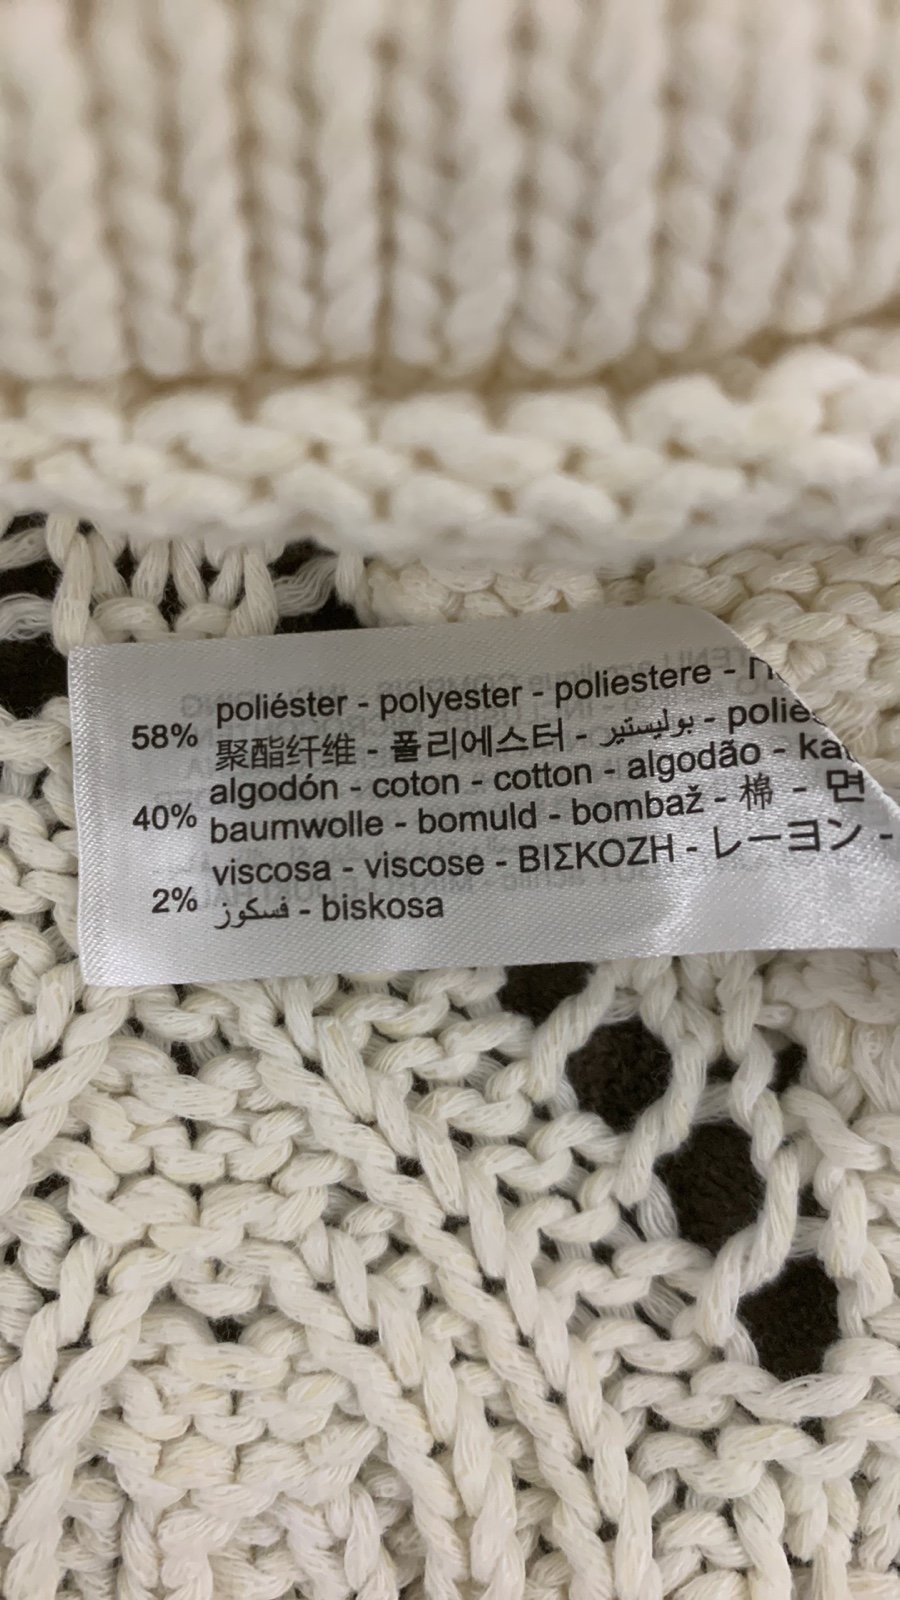 58% poliéster - polyester - poliestere -
聚酯纤维 - 폴리에스터 - بوليستير -
40% algodón - coton - cotton - algodão -
baumwolle - bomuld - bombaž - 棉 - 면
2% viscosa - viscose - ΒΙΣΚΟΖΗ - レーヨン -
فسكوز - biskosa